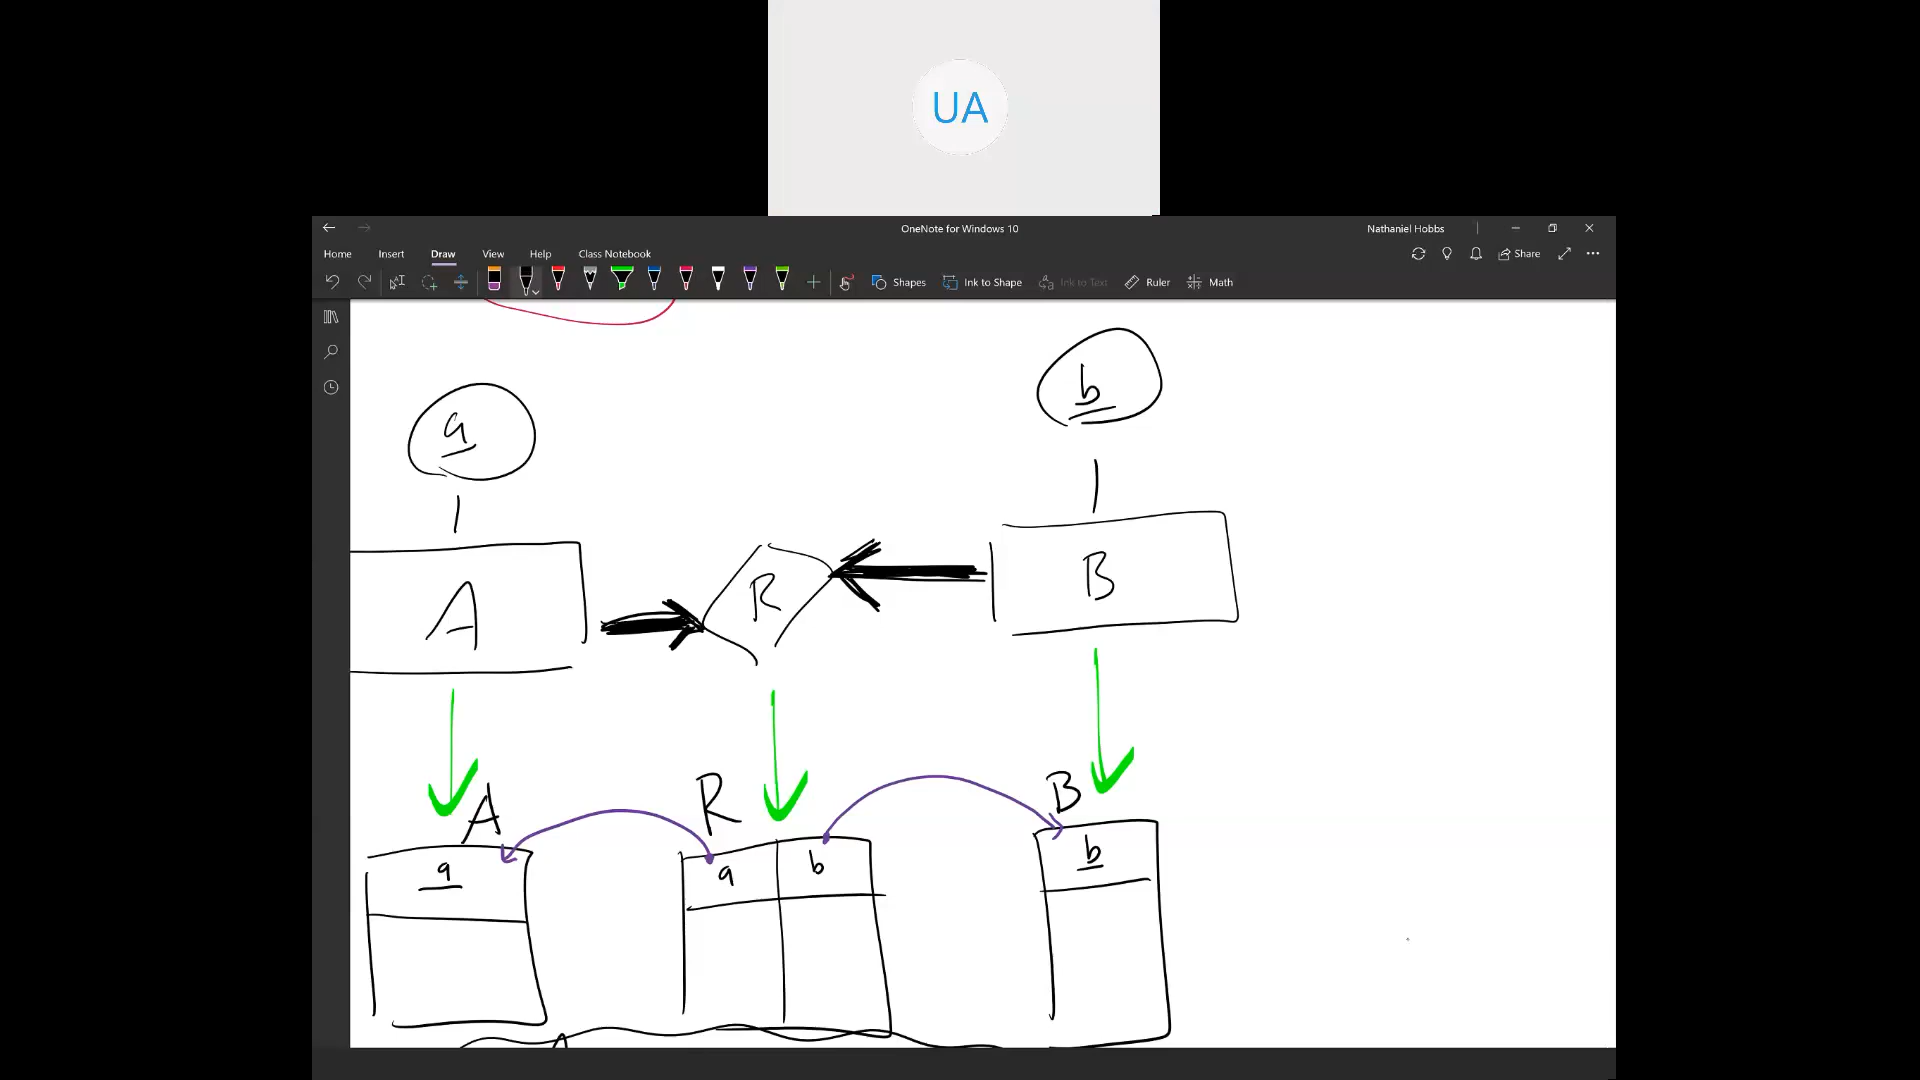 UA
OneNote for Windows 10
Nathaniel Hobbs
Home Insert Draw View Help Class Notebook
Share
Shapes Ink to Shape Ink to Text Ruler Math
b
a
B
R
A
B
R
A
b
a b
a